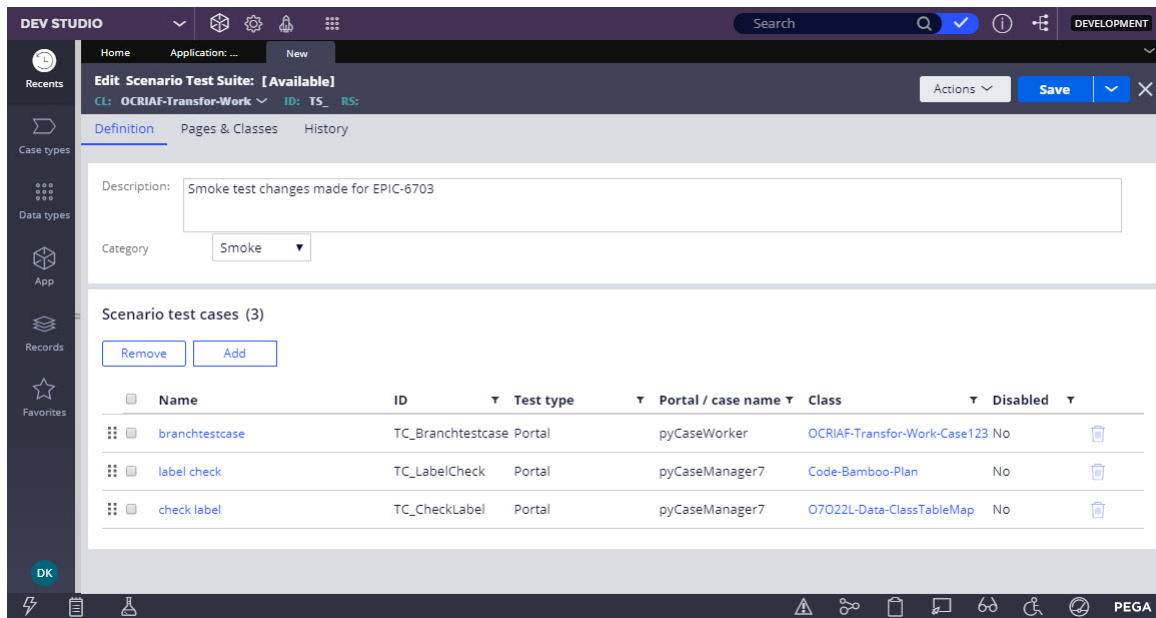 DEV STUDIO
Search
DEVELOPMENT
Recents
Home Application: ... New
Edit Scenario Test Suite: [Available]
CL: OCRIAF-Transfor-Work ID: TS_ RS:
Actions
Save
Definition Pages & Classes History
Case types
Data types
App
Records
Favorites
Description: Smoke test changes made for EPIC-6703
Category Smoke
Scenario test cases (3)
Remove Add
Name ID Test type Portal / case name Class Disabled
branchtestcase TC_Branchtestcase Portal pyCaseWorker OCRIAF-Transfor-Work-Case123 No
label check TC_LabelCheck Portal pyCaseManager7 Code-Bamboo-Plan No
check label TC_CheckLabel Portal pyCaseManager7 O7O22L-Data-ClassTableMap No
DK
PEGA